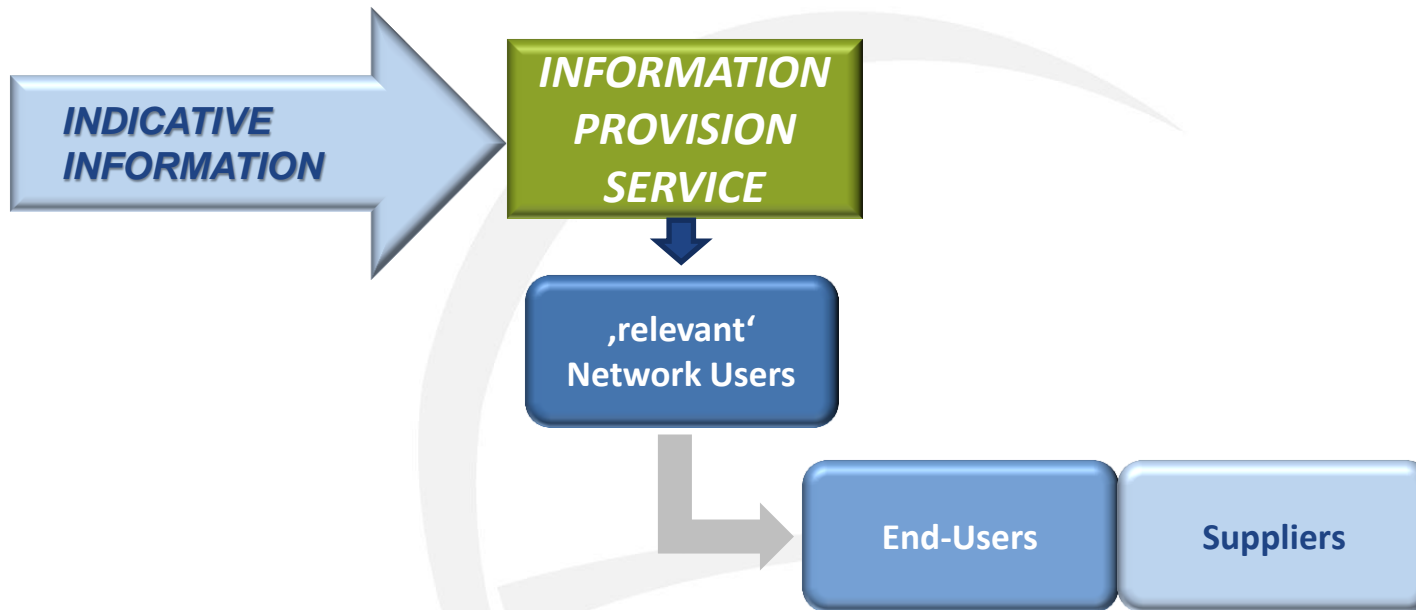 INDICATIVE
INFORMATION
INFORMATION
PROVISION
SERVICE
‚relevant‘
Network Users
End-Users
Suppliers